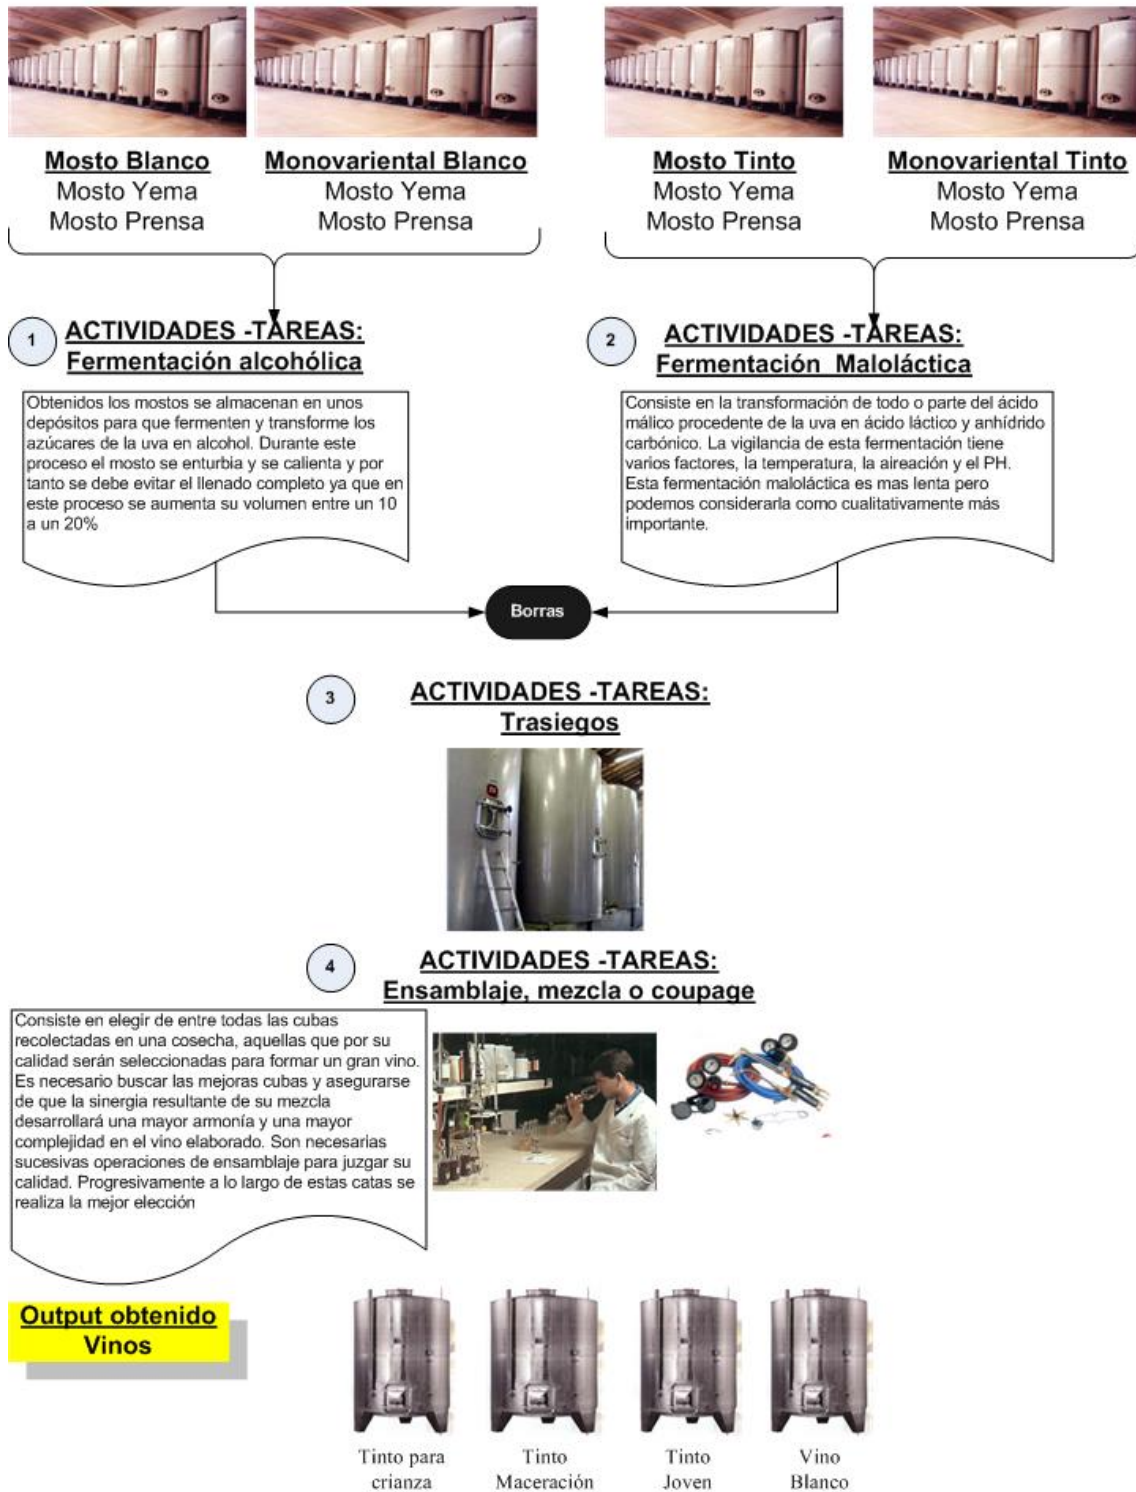 Mosto Blanco
Mosto Yema
Mosto Prensa
Monovariental Blanco
Mosto Yema
Mosto Prensa
Mosto Tinto
Mosto Yema
Mosto Prensa
Monovariental Tinto
Mosto Yema
Mosto Prensa
1
ACTIVIDADES -TAREAS:
Fermentación alcohólica
Obtenidos los mostos se almacenan en unos
depósitos para que fermenten y transforme los
azúcares de la uva en alcohol. Durante este
proceso el mosto se enturbia y se calienta y por
tanto se debe evitar el llenado completo ya que en
este proceso se aumenta su volumen entre un 10
a un 20%
2
ACTIVIDADES -TAREAS:
Fermentación Maloláctica
Consiste en la transformación de todo o parte del ácido
málico procedente de la uva en ácido láctico y anhídrido
carbónico. La vigilancia de esta fermentación tiene
varios factores, la temperatura, la aireación y el PH.
Esta fermentación maloláctica es mas lenta pero
podemos considerarla como cualitativamente más
importante.
Borras
3
ACTIVIDADES -TAREAS:
Trasiegos
4
ACTIVIDADES -TAREAS:
Ensamblaje, mezcla o coupage
Consiste en elegir de entre todas las cubas
recolectadas en una cosecha, aquellas que por su
calidad serán seleccionadas para formar un gran vino.
Es necesario buscar las mejoras cubas y asegurarse
de que la sinergia resultante de su mezcla
desarrollará una mayor armonía y una mayor
complejidad en el vino elaborado. Son necesarias
sucesivas operaciones de ensamblaje para juzgar su
calidad. Progresivamente a lo largo de estas catas se
realiza la mejor elección
Output obtenido
Vinos
Tinto para
crianza
Tinto
Maceración
Tinto
Joven
Vino
Blanco